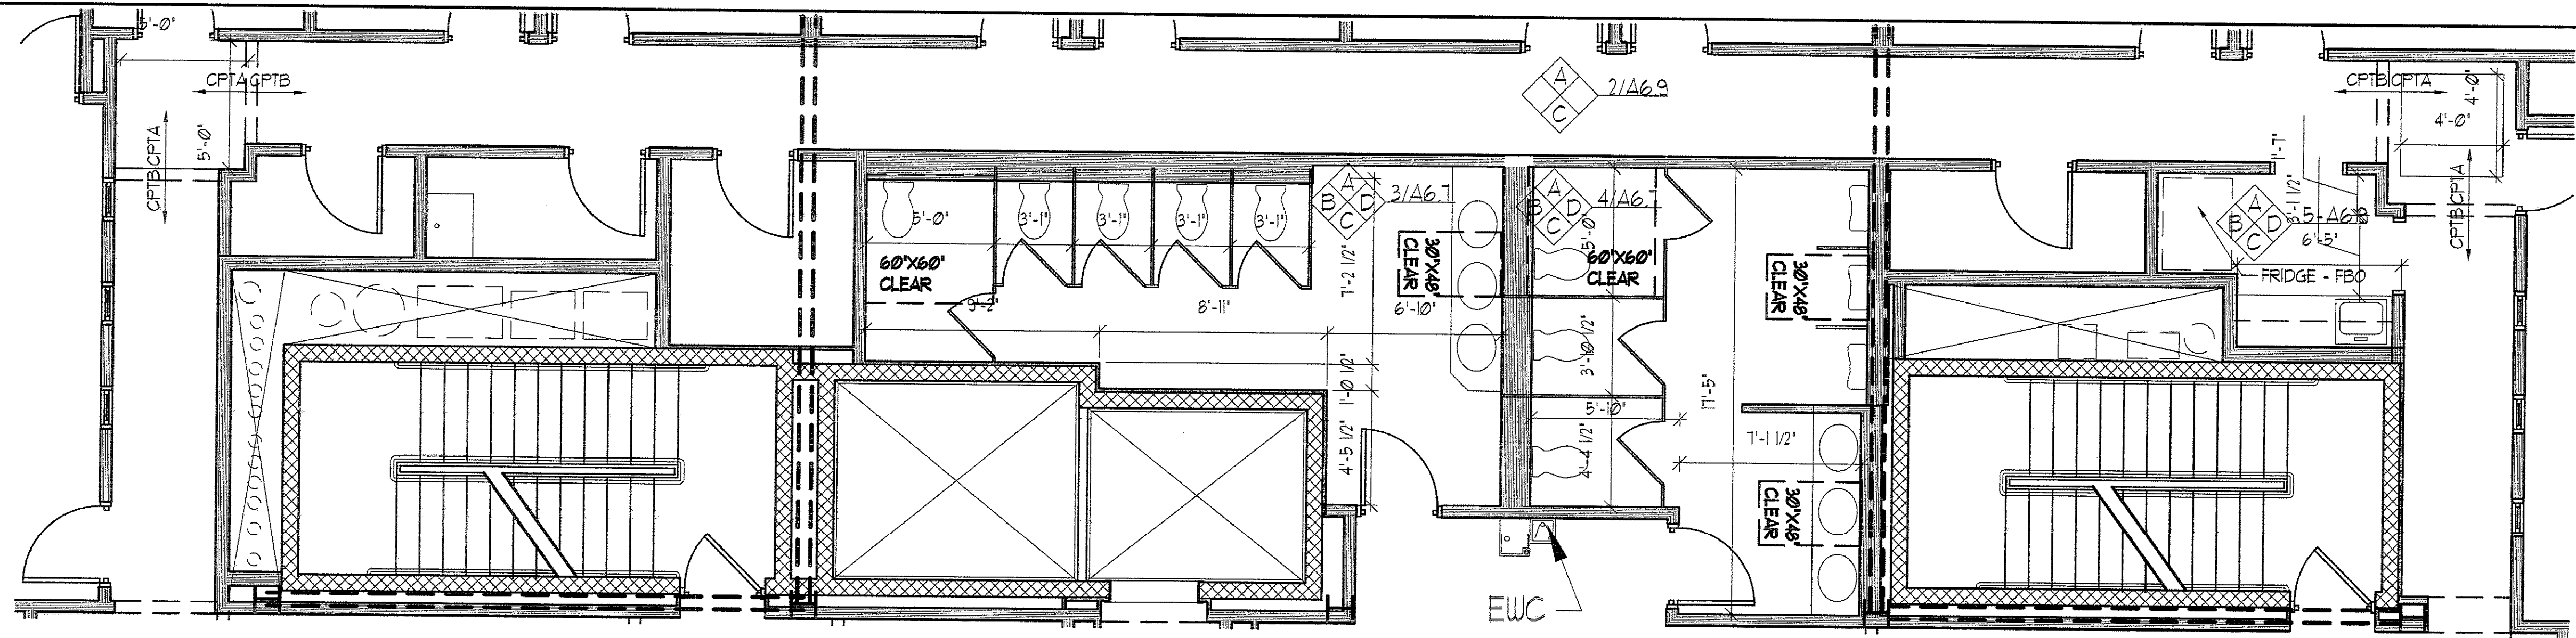 5'-0"
CPTA CPTB
5'-0"
CPTB CPTA
A
C
2/A6.9
CPTB CPTA
4'-0"
4'-0"
CPTB CPTA
1'-7"
5'-0"
3'-1"
3'-1"
3'-1"
3'-1"
60"X60"
CLEAR
9'-2"
8'-11"
6'-10"
7'-2 1/2"
1'-0 1/2"
4'-5 1/2"
A
B D
C
3/A6.7
30"X48"
CLEAR
A
B D
C
4/A6.7
5'-0"
60"X60"
CLEAR
3'-10 1/2"
5'-10"
4'-4 1/2"
17'-5"
30"X48"
CLEAR
7'-1 1/2"
30"X48"
CLEAR
EWC
A
B D
C
3'-1 1/2"
6'-5"
FRIDGE - FBO